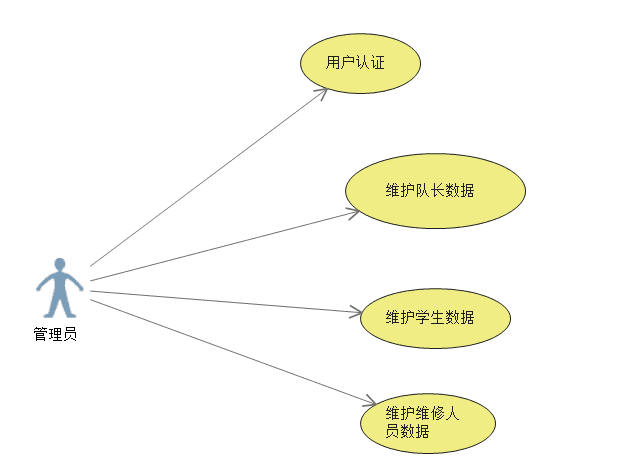 用户认证
维护队长数据
管理员
维护学生数据
维护维修人
员数据